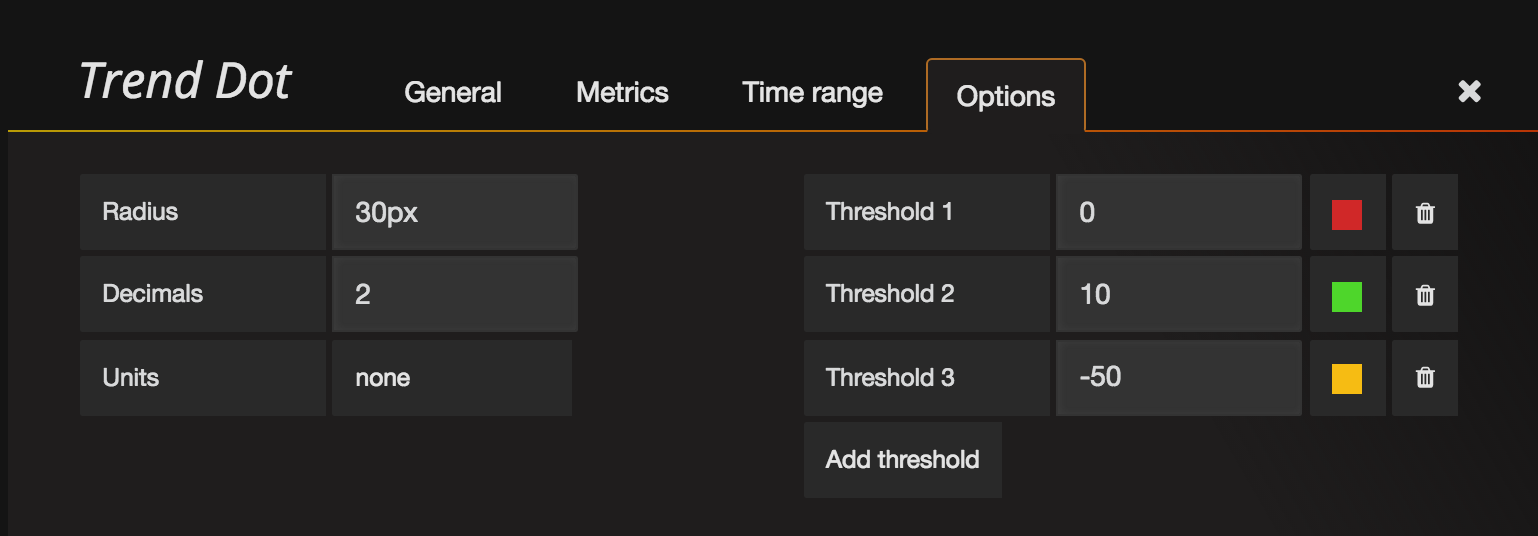 Trend Dot
General
Metrics
Time range
Options
Radius
30px
Decimals
2
Units
none
Threshold 1
0
Threshold 2
10
Threshold 3
-50
Add threshold